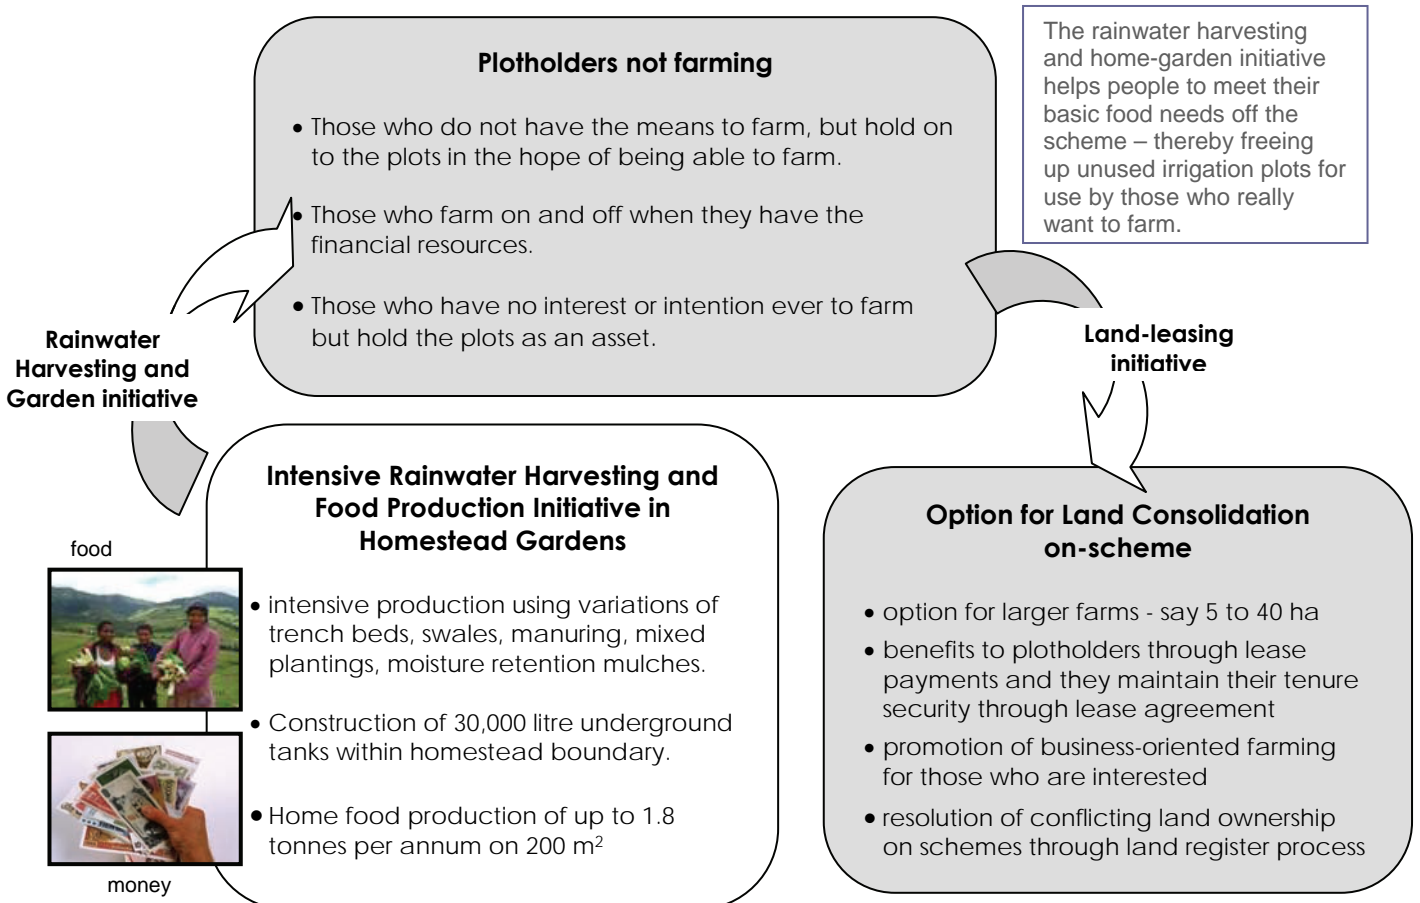 Plotholders not farming
• Those who do not have the means to farm, but hold on
to the plots in the hope of being able to farm.
• Those who farm on and off when they have the
financial resources.
• Those who have no interest or intention ever to farm
but hold the plots as an asset.
The rainwater harvesting
and home-garden initiative
helps people to meet their
basic food needs off the
scheme – thereby freeing
up unused irrigation plots for
use by those who really
want to farm.
Rainwater
Harvesting and
Garden initiative
Land-leasing
initiative
Intensive Rainwater Harvesting and
Food Production Initiative in
Homestead Gardens
• intensive production using variations of
trench beds, swales, manuring, mixed
plantings, moisture retention mulches.
• Construction of 30,000 litre underground
tanks within homestead boundary.
• Home food production of up to 1.8
tonnes per annum on 200 m²
food
money
Option for Land Consolidation
on-scheme
• option for larger farms - say 5 to 40 ha
• benefits to plotholders through lease
payments and they maintain their tenure
security through lease agreement
• promotion of business-oriented farming
for those who are interested
• resolution of conflicting land ownership
on schemes through land register process